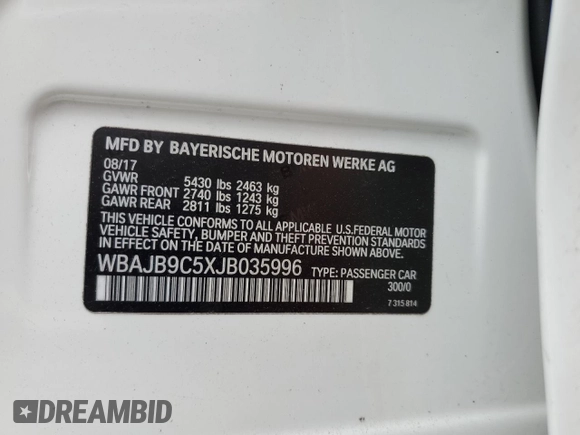 MFD BY BAYERISCHE MOTOREN WERKE AG
08/17
GVWR 5430 lbs 2463 kg
GAWR FRONT 2740 lbs 1243 kg
GAWR REAR 2811 lbs 1275 kg
THIS VEHICLE CONFORMS TO ALL APPLICABLE U.S.FEDERAL MOTOR
VEHICLE SAFETY, BUMPER AND THEFT PREVENTION STANDARDS
IN EFFECT ON THE DATE OF MANUFACTURE SHOWN ABOVE.
WBAJB9C5XJB035996 TYPE: PASSENGER CAR
300/0
7 315 814
DREAMBID